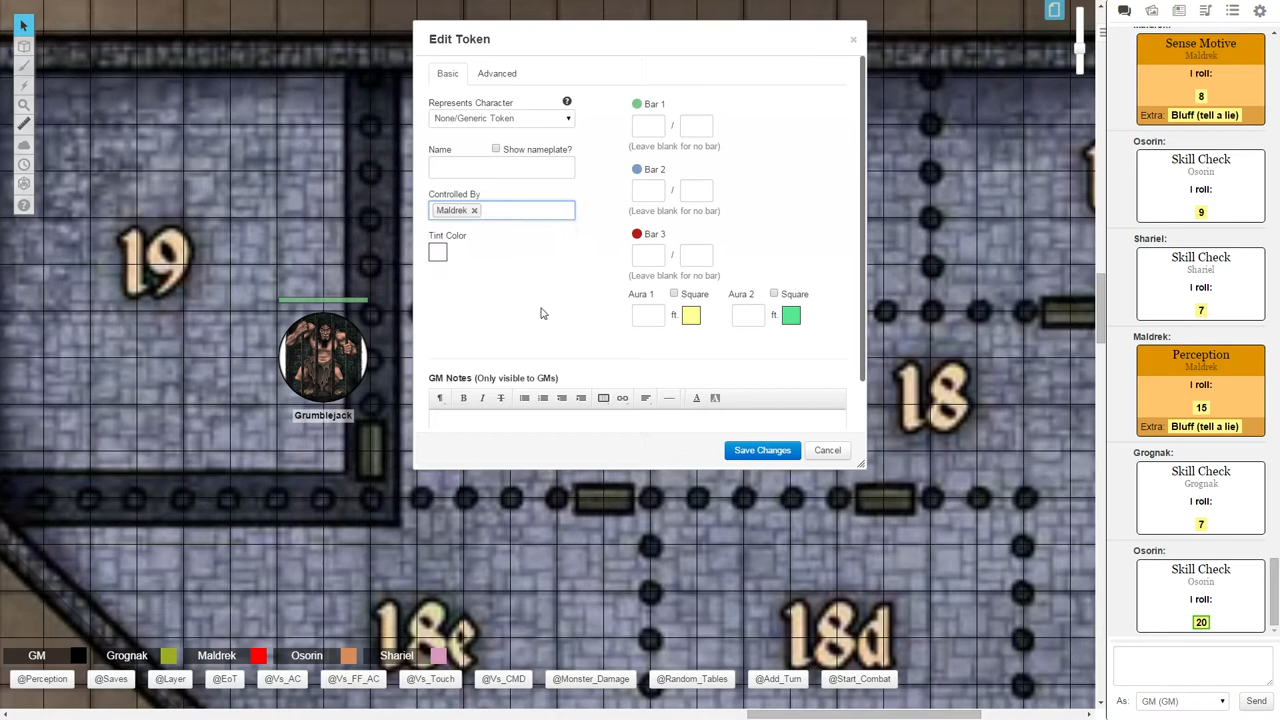 Edit Token
×
Basic
Advanced
Represents Character
?
None/Generic Token
Name
Show nameplate?
Controlled By
Maldrek ×
Tint Color
Bar 1
/
(Leave blank for no bar)
Bar 2
/
(Leave blank for no bar)
Bar 3
/
(Leave blank for no bar)
Aura 1
Square
Aura 2
Square
ft.
ft.
GM Notes (Only visible to GMs)
Save Changes
Cancel
19
18
18e
18d
Grumblejack
GM
Grognak
Maldrek
Osorin
Shariel
@Perception
@Saves
@Layer
@EoT
@Vs_AC
@Vs_FF_AC
@Vs_Touch
@Vs_CMD
@Monster_Damage
@Random_Tables
@Add_Turn
@Start_Combat
Sense Motive
Maldrek
I roll:
8
Extra: Bluff (tell a lie)
Osorin:
Skill Check
Osorin
I roll:
9
Shariel:
Skill Check
Shariel
I roll:
7
Maldrek:
Perception
Maldrek
I roll:
15
Extra: Bluff (tell a lie)
Grognak:
Skill Check
Grognak
I roll:
7
Osorin:
Skill Check
Osorin
I roll:
20
As:
GM (GM)
Send